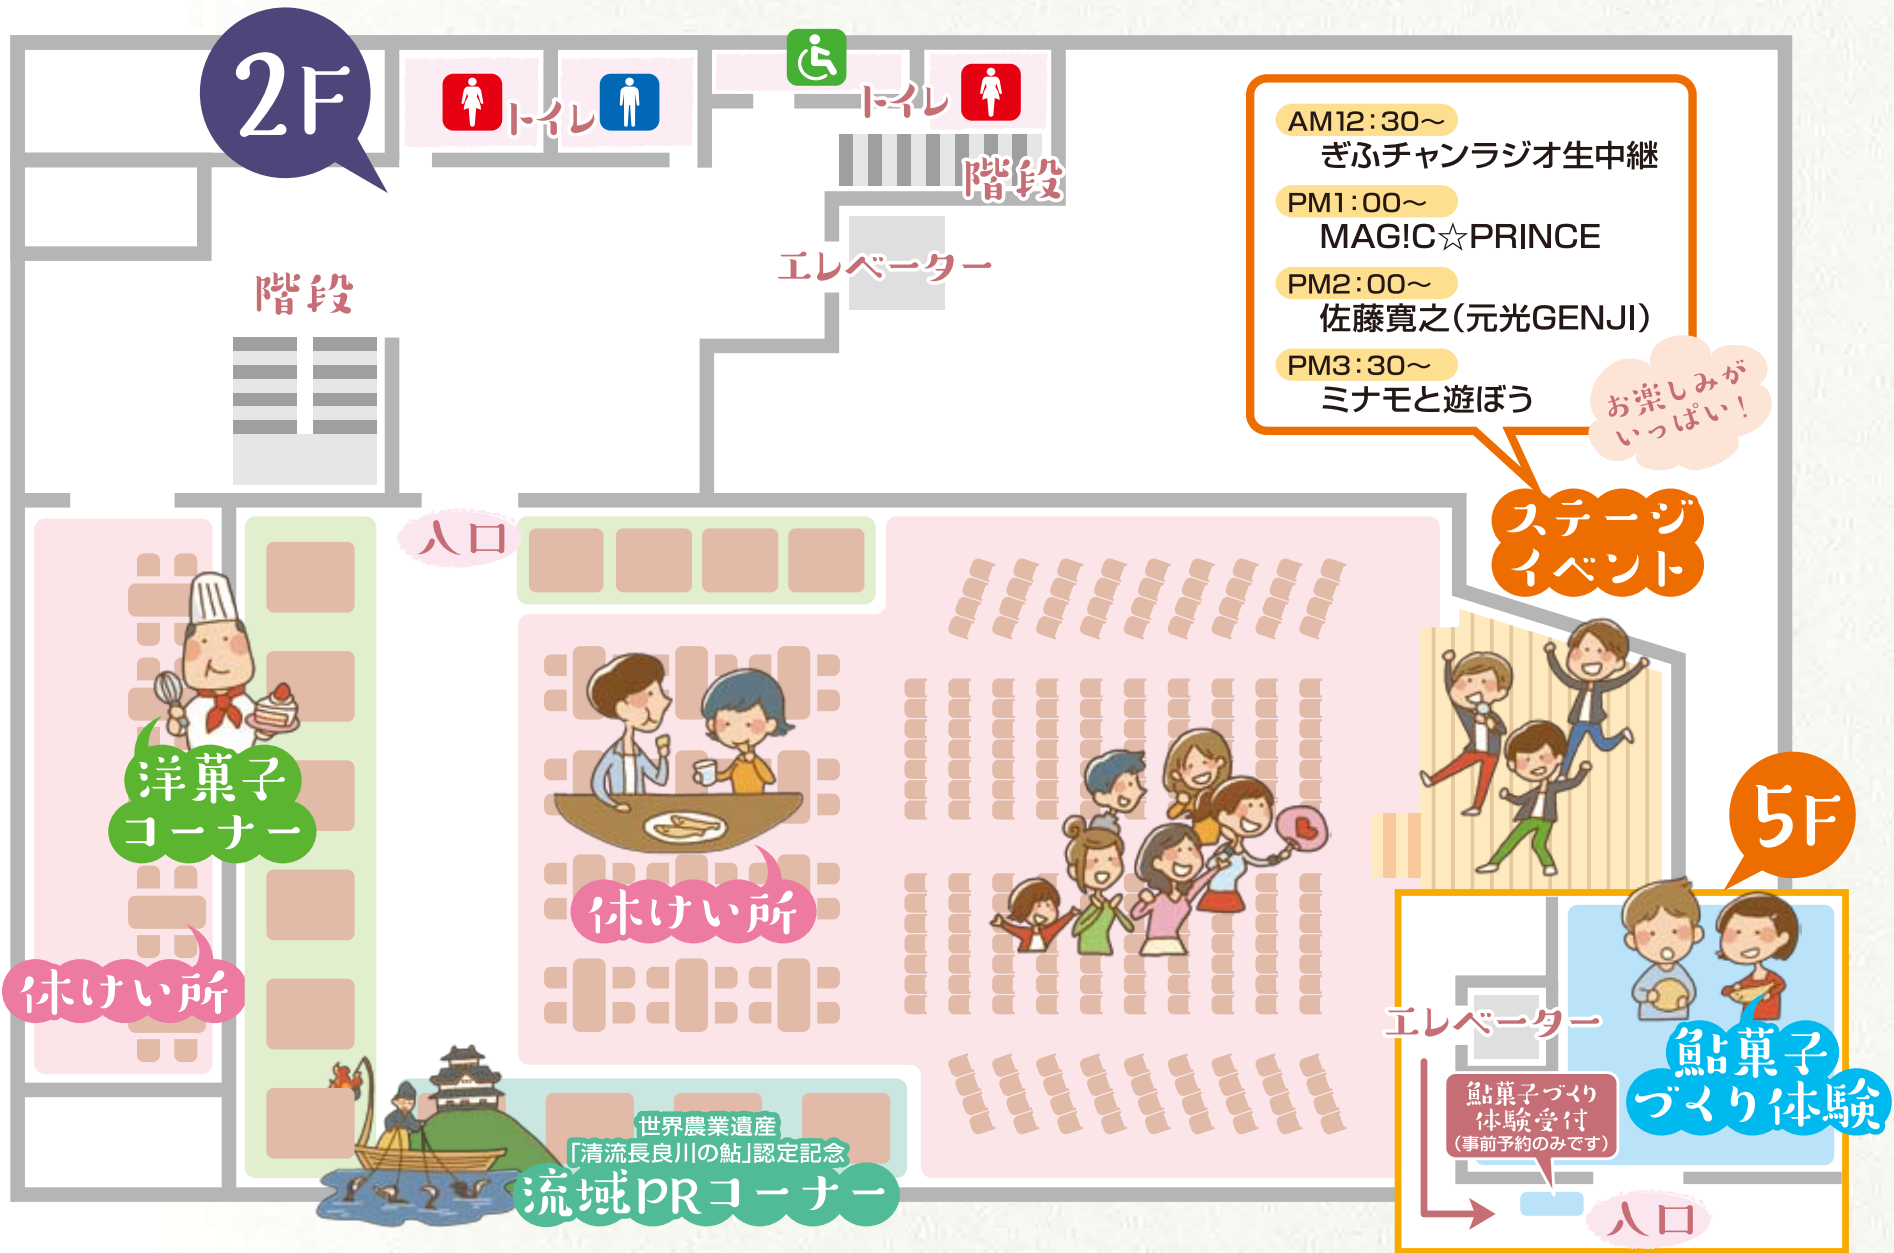 2F
トイレ
トイレ
階段
エレベーター
階段
AM12:30〜
ぎふチャンラジオ生中継
PM1:00〜
MAG!C☆PRINCE
PM2:00〜
佐藤寛之(元光GENJI)
PM3:30〜
ミナモと遊ぼう
お楽しみが
いっぱい!
ステージ
イベント
入口
洋菓子
コーナー
休けい所
休けい所
世界農業遺産
「清流長良川の鮎」認定記念
流域PRコーナー
5F
エレベーター
鮎菓子
づくり体験
鮎菓子づくり
体験受付
(事前予約のみです)
入口